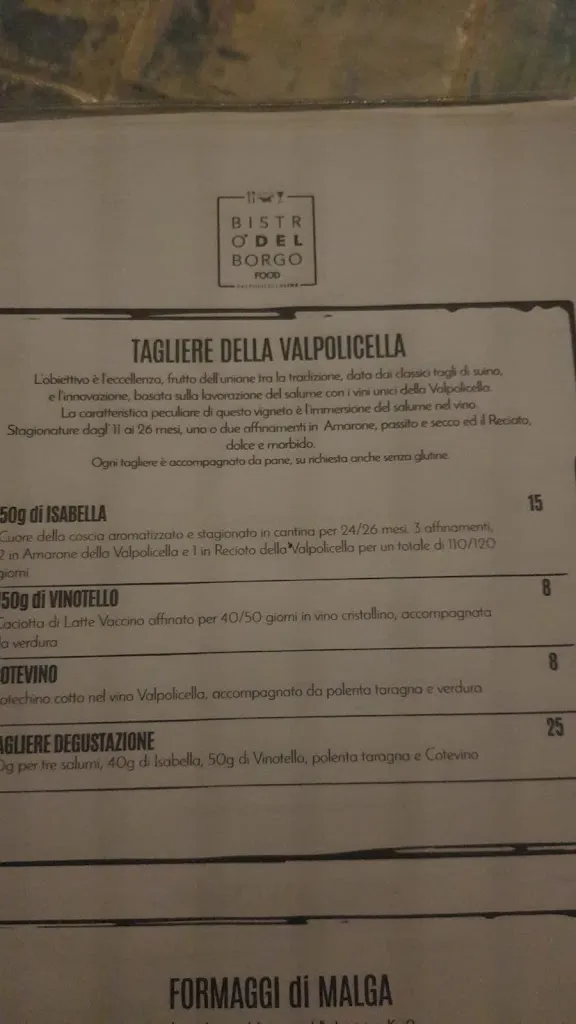 BISTR
O' DEL
BORGO
FOOD
TAGLIERE DELLA VALPOLICELLA
L'obiettivo è l'eccellenza, frutto dell'unione tra la tradizione, data dai classici tagli di suino,
e l'innovazione, basata sulla lavorazione del salume con i vini unici della Valpolicella.
La caratteristica peculiare di questo vigneto è l'immersione del salume nel vino.
Stagionature dagl' 11 ai 26 mesi, uno o due affinamenti in Amarone, passito e secco ed il Recioto,
dolce e morbido.
Ogni tagliere è accompagnato da pane, su richiesta anche senza glutine.
50g di ISABELLA 15
Cuore della coscia aromatizzato e stagionato in cantina per 24/26 mesi. 3 affinamenti,
2 in Amarone della Valpolicella e 1 in Recioto della Valpolicella per un totale di 110/120
giorni
50g di VINOTELLO 8
Caciotta di Latte Vaccino affinato per 40/50 giorni in vino cristallino, accompagnata
da verdura
OTEVINO 8
otechino cotto nel vino Valpolicella, accompagnato da polenta taragna e verdura
AGLIERE DEGUSTAZIONE 25
0g per tre salumi, 40g di Isabella, 50g di Vinotello, polenta taragna e Cotevino
FORMAGGI di MALGA